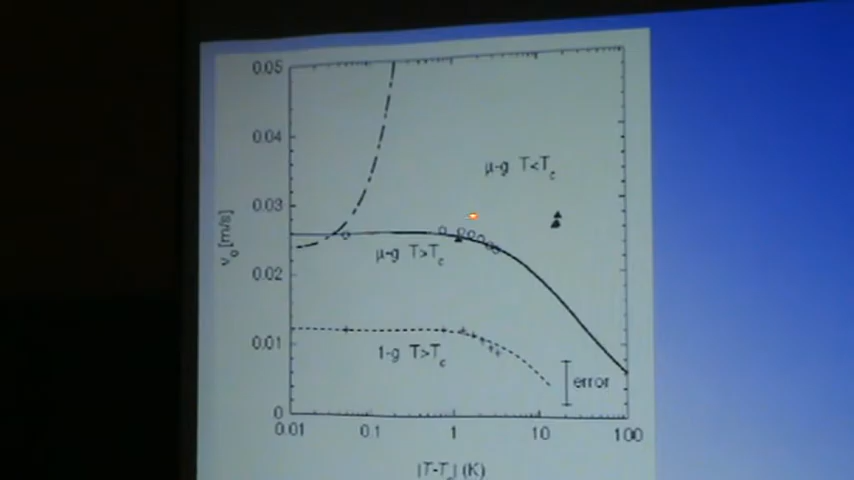 0.05
0.04
μ-g T<Tc
0.03
v₀ [m/s]
μ-g T>Tc
0.02
0.01
1-g T>Tc
error
0
0.01 0.1 1 10 100
|T-Tc| (K)